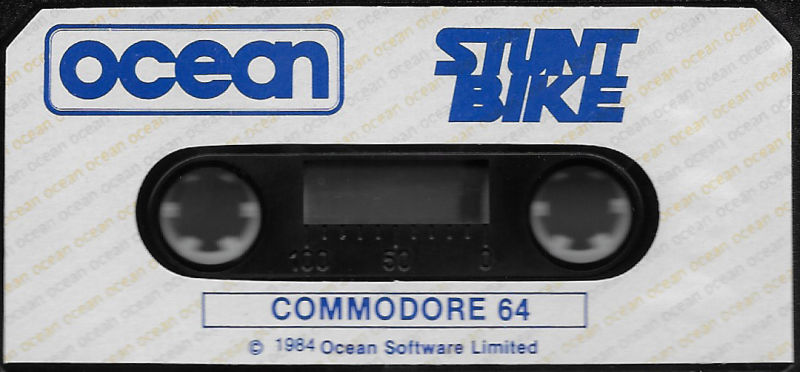 ocean
STUNT
BIKE
100 50 0
COMMODORE 64
© 1984 Ocean Software Limited